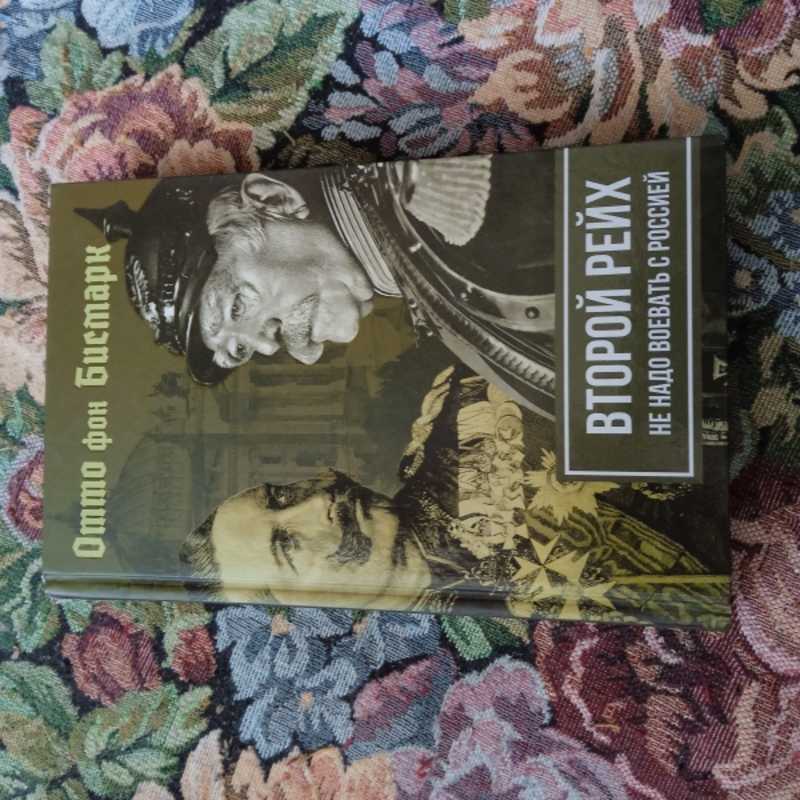 Отто фон Бисмарк
ВТОРОЙ РЕЙХ
НЕ НАДО ВОЕВАТЬ С РОССИЕЙ